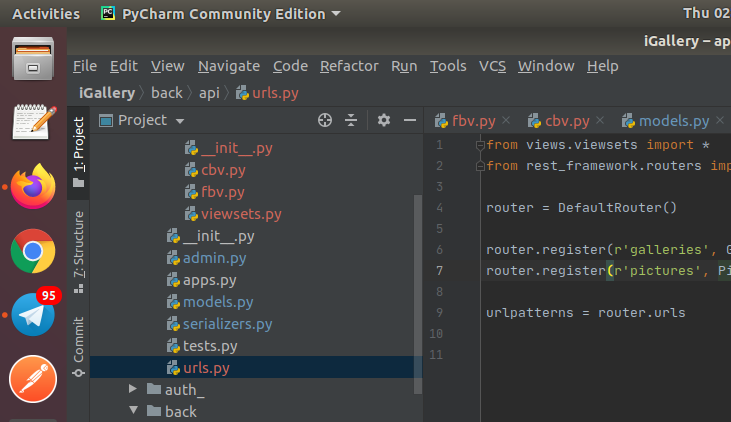 Activities PyCharm Community Edition Thu 02
iGallery – ap
File Edit View Navigate Code Refactor Run Tools VCS Window Help
iGallery back api urls.py
1: Project
7: Structure
Commit
95
Project
__init__.py
cbv.py
fbv.py
viewsets.py
__init__.py
admin.py
apps.py
models.py
serializers.py
tests.py
urls.py
auth_
back
fbv.py cbv.py models.py
1 from views.viewsets import *
2 from rest_framework.routers imp
3
4 router = DefaultRouter()
5
6 router.register(r'galleries', G
7 router.register(r'pictures', Pi
8
9 urlpatterns = router.urls
10
11